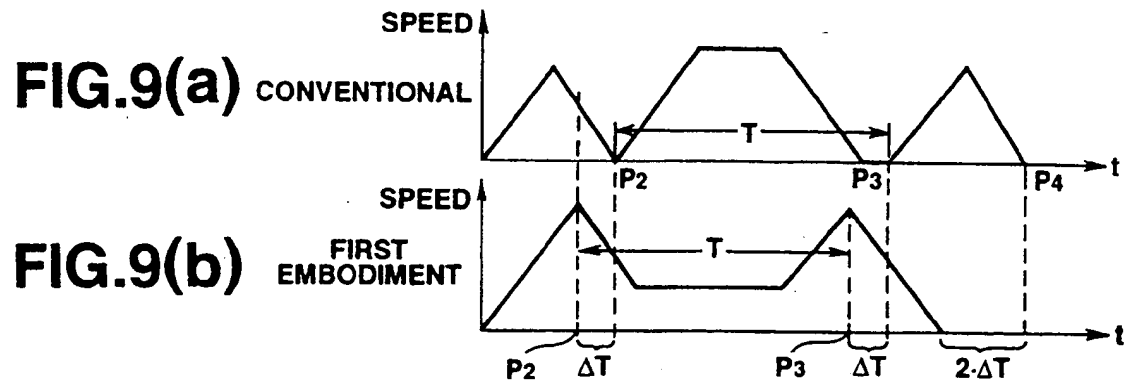 SPEED
FIG.9(a) CONVENTIONAL
T
P2
P3
P4
t
SPEED
FIG.9(b) FIRST
EMBODIMENT
T
t
P2
ΔT
P3
ΔT
2·ΔT